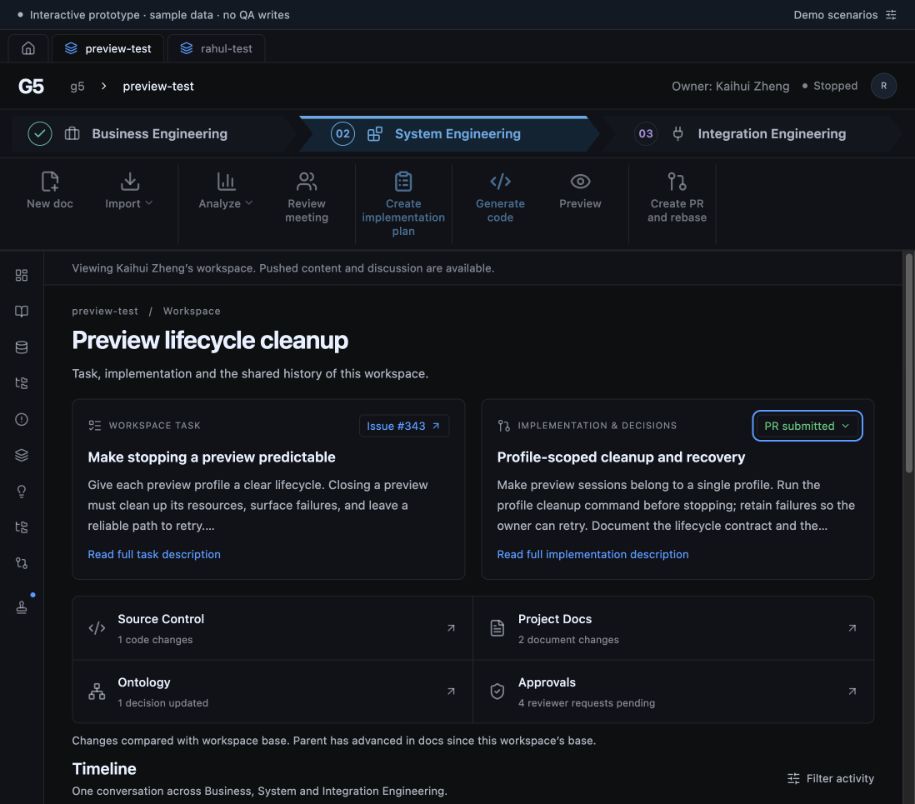 Interactive prototype · sample data · no QA writes
Demo scenarios
preview-test
rahul-test
G5
g5 > preview-test
Owner: Kaihui Zheng
Stopped
R
Business Engineering
02 System Engineering
03 Integration Engineering
New doc
Import
Analyze
Review
meeting
Create
implementation
plan
Generate
code
Preview
Create PR
and rebase
Viewing Kaihui Zheng's workspace. Pushed content and discussion are available.
preview-test / Workspace
Preview lifecycle cleanup
Task, implementation and the shared history of this workspace.
WORKSPACE TASK
Issue #343
Make stopping a preview predictable
Give each preview profile a clear lifecycle. Closing a preview
must clean up its resources, surface failures, and leave a
reliable path to retry....
Read full task description
IMPLEMENTATION & DECISIONS
PR submitted
Profile-scoped cleanup and recovery
Make preview sessions belong to a single profile. Run the
profile cleanup command before stopping; retain failures so the
owner can retry. Document the lifecycle contract and the...
Read full implementation description
Source Control
1 code changes
Project Docs
2 document changes
Ontology
1 decision updated
Approvals
4 reviewer requests pending
Changes compared with workspace base. Parent has advanced in docs since this workspace's base.
Timeline
Filter activity
One conversation across Business, System and Integration Engineering.